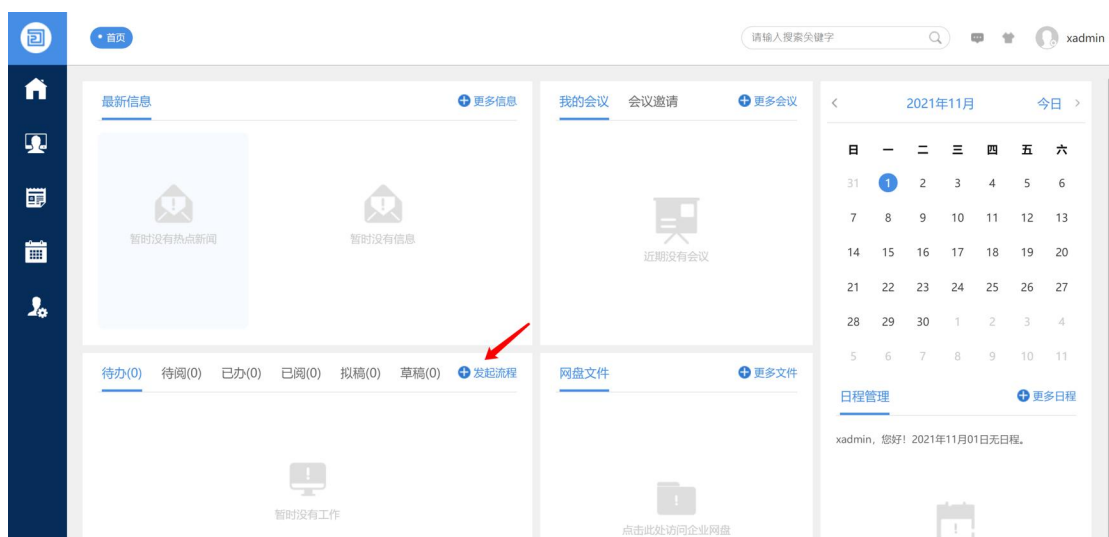 首页
请输入搜索关键字
xadmin
最新信息
更多信息
暂时没有热点新闻
暂时没有信息
我的会议 会议邀请
更多会议
近期没有会议
2021年11月
今日
日 一 二 三 四 五 六
31 1 2 3 4 5 6
7 8 9 10 11 12 13
14 15 16 17 18 19 20
21 22 23 24 25 26 27
28 29 30 1 2 3 4
5 6 7 8 9 10 11
待办(0) 待阅(0) 已办(0) 已阅(0) 拟稿(0) 草稿(0)
发起流程
暂时没有工作
网盘文件
更多文件
点击此处访问企业网盘
日程管理
更多日程
xadmin, 您好! 2021年11月01日无日程。